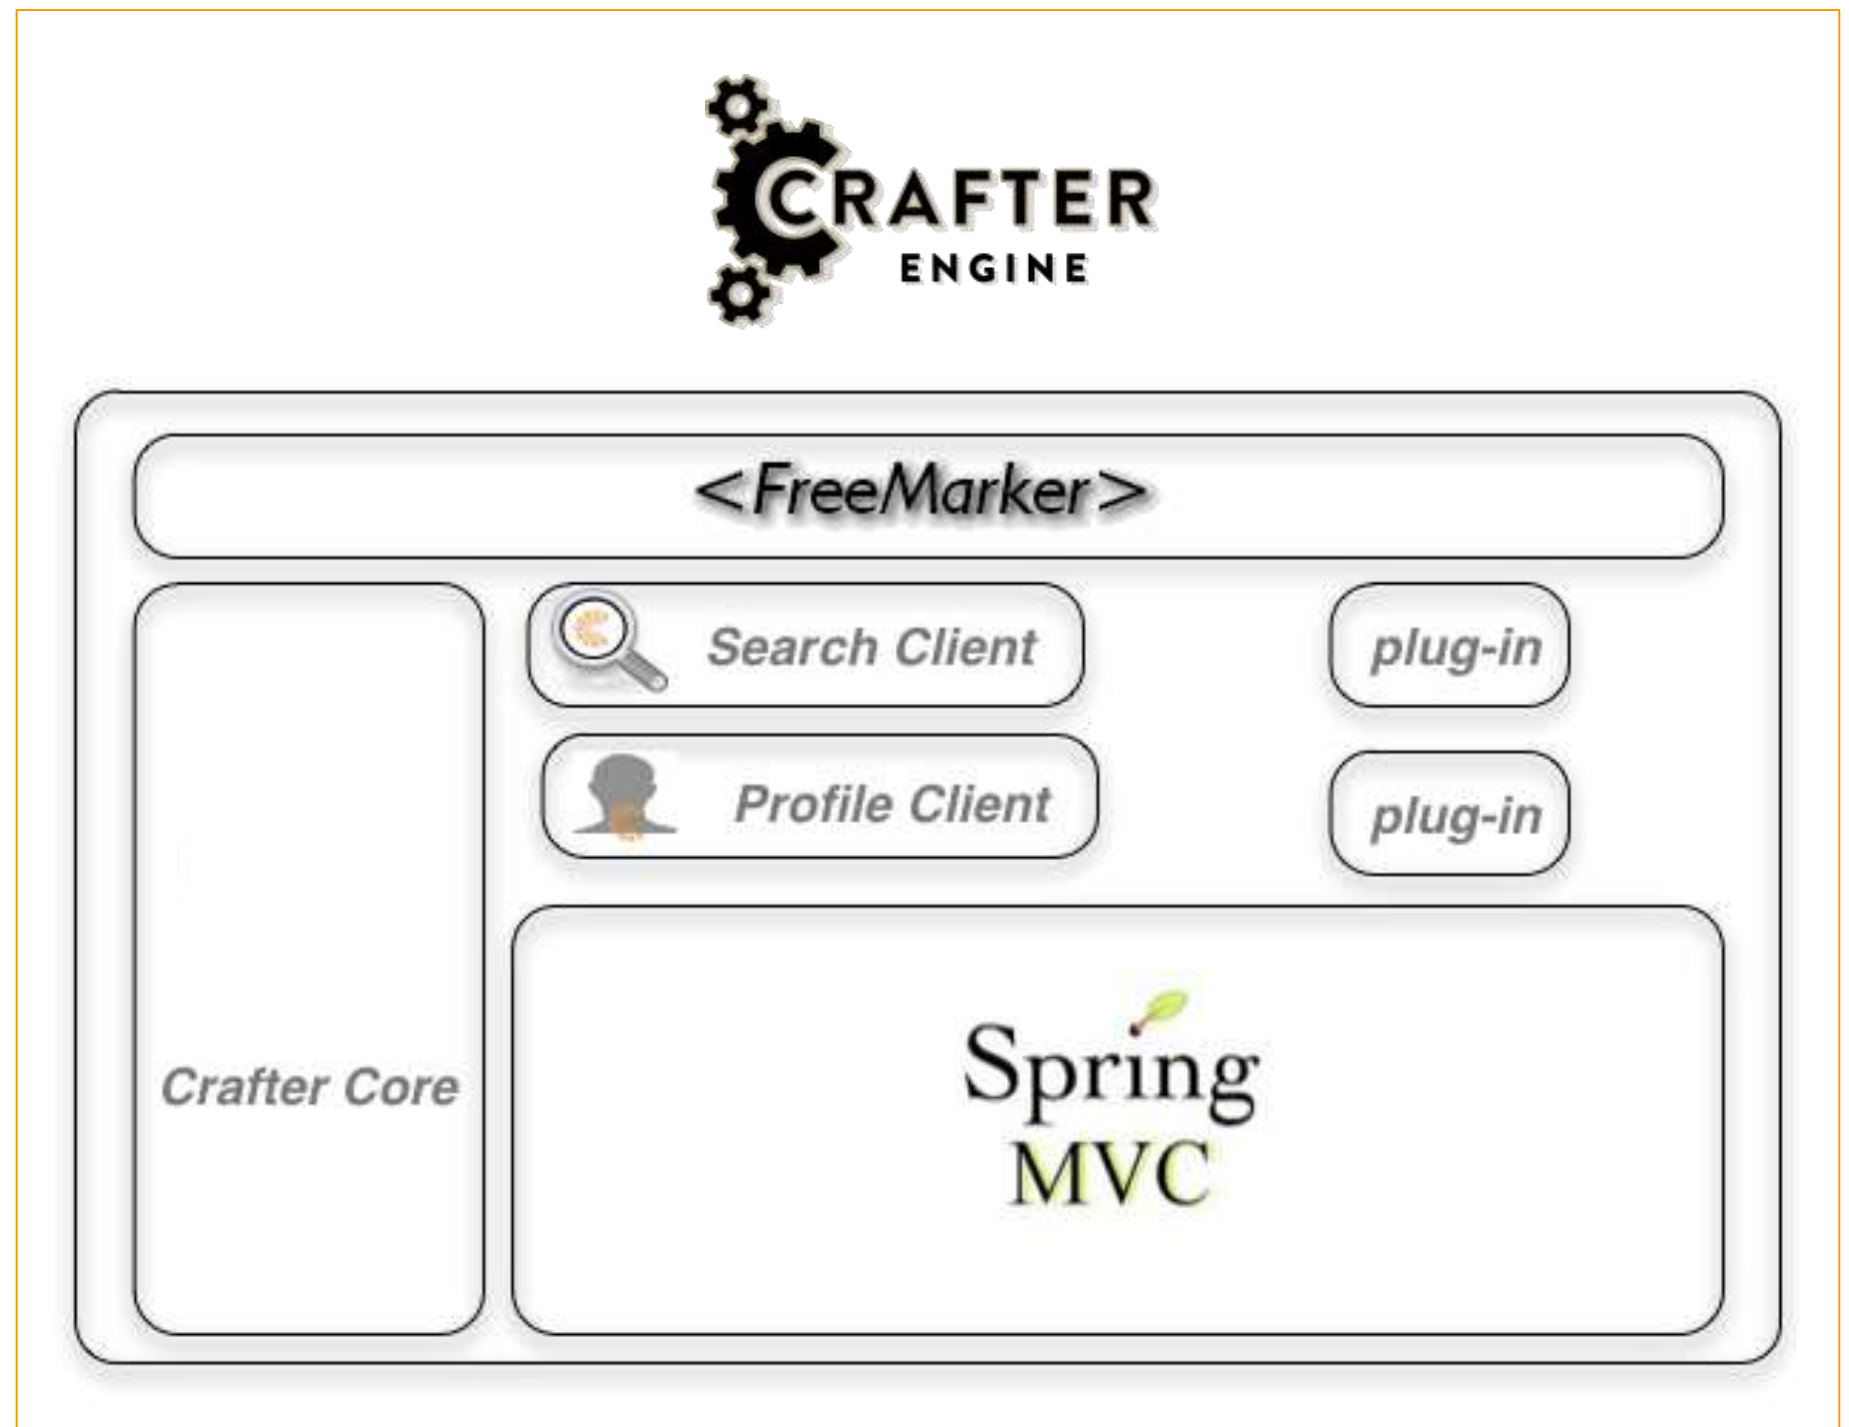 CRAFTER
ENGINE
<FreeMarker>
Search Client
plug-in
Profile Client
plug-in
Crafter Core
Spring
MVC